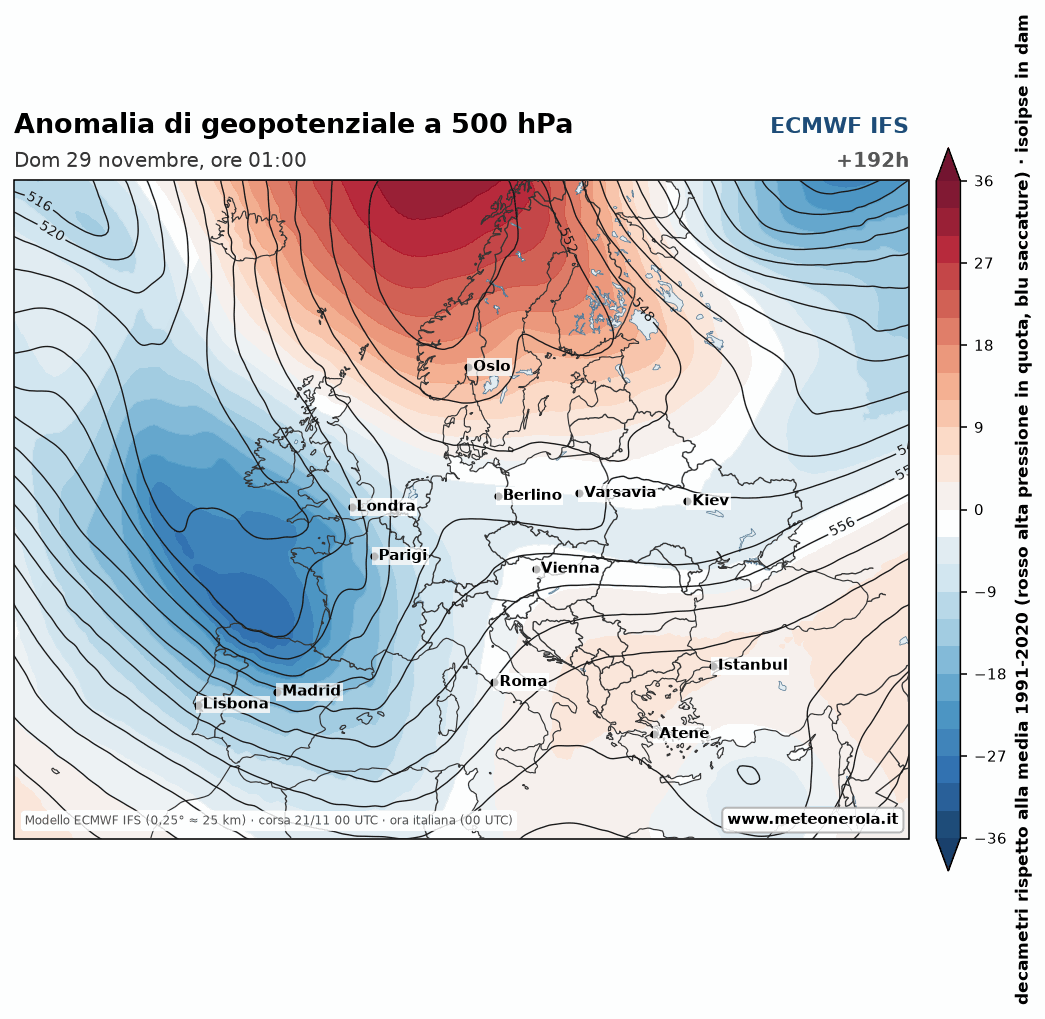 Anomalia di geopotenziale a 500 hPa
ECMWF IFS
Dom 29 novembre, ore 01:00
+192h
516
520
552
548
556
Oslo
Londra
Berlino
Varsavia
Kiev
Parigi
Vienna
Istanbul
Roma
Madrid
Lisbona
Atene
Modello ECMWF IFS (0,25° ≈ 25 km) · corsa 21/11 00 UTC · ora italiana (00 UTC)
www.meteonerola.it
36
27
18
9
0
−9
−18
−27
−36
decametri rispetto alla media 1991-2020 (rosso alta pressione in quota, blu saccature) · isoipse in dam